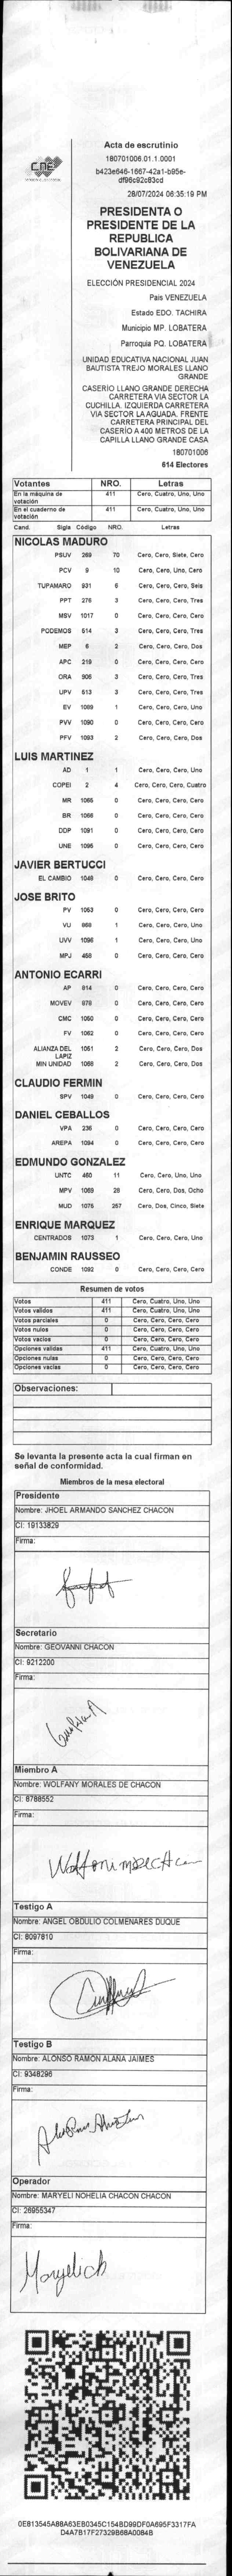 CNE
Acta de escrutinio
180701006.01.1.0001
b423e646-1667-42a1-b95e-
df96c92c83cd
28/07/2024 06:35:19 PM
PRESIDENTA O
PRESIDENTE DE LA
REPUBLICA
BOLIVARIANA DE
VENEZUELA
ELECCIÓN PRESIDENCIAL 2024
Pais VENEZUELA
Estado EDO. TACHIRA
Municipio MP. LOBATERA
Parroquia PQ. LOBATERA
UNIDAD EDUCATIVA NACIONAL JUAN
BAUTISTA TREJO MORALES LLANO
GRANDE
CASERÍO LLANO GRANDE DERECHA
CARRETERA VIA SECTOR LA
CUCHILLA. IZQUIERDA CARRETERA
VIA SECTOR LA AGUADA. FRENTE
CARRETERA PRINCIPAL DEL
CASERÍO A 400 METROS DE LA
CAPILLA LLANO GRANDE CASA
180701006
614 Electores
Votantes NRO. Letras
En la máquina de votación 411 Cero, Cuatro, Uno, Uno
En el cuaderno de votación 411 Cero, Cuatro, Uno, Uno
Cand. Sigla Código NRO. Letras
NICOLAS MADURO
PSUV 269 70 Cero, Cero, Siete, Cero
PCV 9 10 Cero, Cero, Uno, Cero
TUPAMARO 931 6 Cero, Cero, Cero, Seis
PPT 276 3 Cero, Cero, Cero, Tres
MSV 1017 0 Cero, Cero, Cero, Cero
PODEMOS 514 3 Cero, Cero, Cero, Tres
MEP 6 2 Cero, Cero, Cero, Dos
APC 219 0 Cero, Cero, Cero, Cero
ORA 906 3 Cero, Cero, Cero, Tres
UPV 513 3 Cero, Cero, Cero, Tres
EV 1089 1 Cero, Cero, Cero, Uno
PVV 1090 0 Cero, Cero, Cero, Cero
PFV 1093 2 Cero, Cero, Cero, Dos
LUIS MARTINEZ
AD 1 1 Cero, Cero, Cero, Uno
COPEI 2 4 Cero, Cero, Cero, Cuatro
MR 1065 0 Cero, Cero, Cero, Cero
BR 1066 0 Cero, Cero, Cero, Cero
DDP 1091 0 Cero, Cero, Cero, Cero
UNE 1095 0 Cero, Cero, Cero, Cero
JAVIER BERTUCCI
EL CAMBIO 1048 0 Cero, Cero, Cero, Cero
JOSE BRITO
PV 1053 0 Cero, Cero, Cero, Cero
VU 868 1 Cero, Cero, Cero, Uno
UVV 1096 1 Cero, Cero, Cero, Uno
MPJ 458 0 Cero, Cero, Cero, Cero
ANTONIO ECARRI
AP 914 0 Cero, Cero, Cero, Cero
MOVEV 978 0 Cero, Cero, Cero, Cero
CMC 1050 0 Cero, Cero, Cero, Cero
FV 1062 0 Cero, Cero, Cero, Cero
ALIANZA DEL LAPIZ 1051 2 Cero, Cero, Cero, Dos
MIN UNIDAD 1068 2 Cero, Cero, Cero, Dos
CLAUDIO FERMIN
SPV 1049 0 Cero, Cero, Cero, Cero
DANIEL CEBALLOS
VPA 236 0 Cero, Cero, Cero, Cero
AREPA 1094 0 Cero, Cero, Cero, Cero
EDMUNDO GONZALEZ
UNTC 460 11 Cero, Cero, Uno, Uno
MPV 1069 28 Cero, Cero, Dos, Ocho
MUD 1075 257 Cero, Dos, Cinco, Siete
ENRIQUE MARQUEZ
CENTRADOS 1073 1 Cero, Cero, Cero, Uno
BENJAMIN RAUSSEO
CONDE 1092 0 Cero, Cero, Cero, Cero
Resumen de votos
Votos 411 Cero, Cuatro, Uno, Uno
Votos validos 411 Cero, Cuatro, Uno, Uno
Votos parciales 0 Cero, Cero, Cero, Cero
Votos nulos 0 Cero, Cero, Cero, Cero
Votos vacios 0 Cero, Cero, Cero, Cero
Opciones validas 411 Cero, Cuatro, Uno, Uno
Opciones nulas 0 Cero, Cero, Cero, Cero
Opciones vacias 0 Cero, Cero, Cero, Cero
Observaciones:
Se levanta la presente acta la cual firman en
señal de conformidad.
Miembros de la mesa electoral
Presidente
Nombre: JHOEL ARMANDO SANCHEZ CHACON
CI: 19133829
Firma:
Secretario
Nombre: GEOVANNI CHACON
CI: 9212200
Firma:
Miembro A
Nombre: WOLFANY MORALES DE CHACON
CI: 8788552
Firma:
Testigo A
Nombre: ANGEL OBDULIO COLMENARES DUQUE
CI: 8097810
Firma:
Testigo B
Nombre: ALONSO RAMON ALAÑA JAIMES
CI: 9348296
Firma:
Operador
Nombre: MARYELI NOHELIA CHACON CHACON
CI: 26955347
Firma:
Maryelich
0E813545A88A63EB0345C154BD99DF0A695F3317FA
D4A7B17F27329B68A0084B